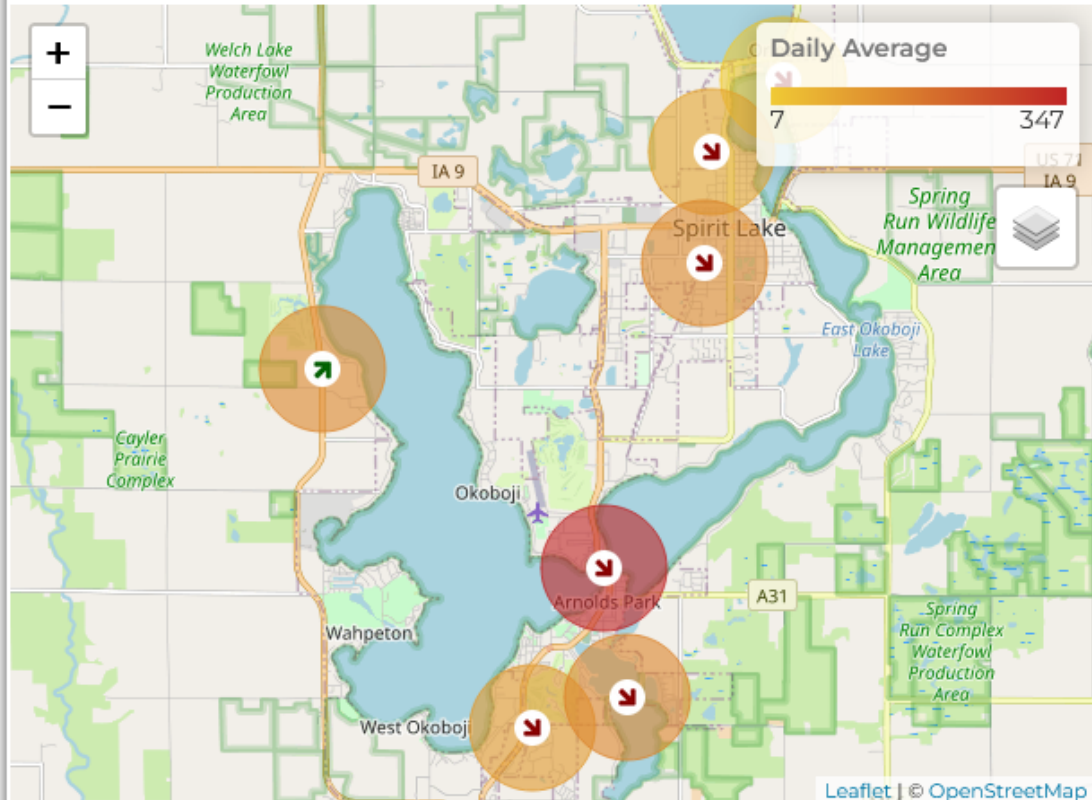 +
−
Welch Lake
Waterfowl
Production
Area
Daily Average
7 347
IA 9
US 71
IA 9
Spirit Lake
Spring
Run Wildlife
Managemen
Area
East Okoboji
Lake
Cayler
Prairie
Complex
Okoboji
Arnolds Park
A31
Wahpeton
Spring
Run Complex
Waterfowl
Production
Area
West Okoboji
Leaflet | © OpenStreetMap